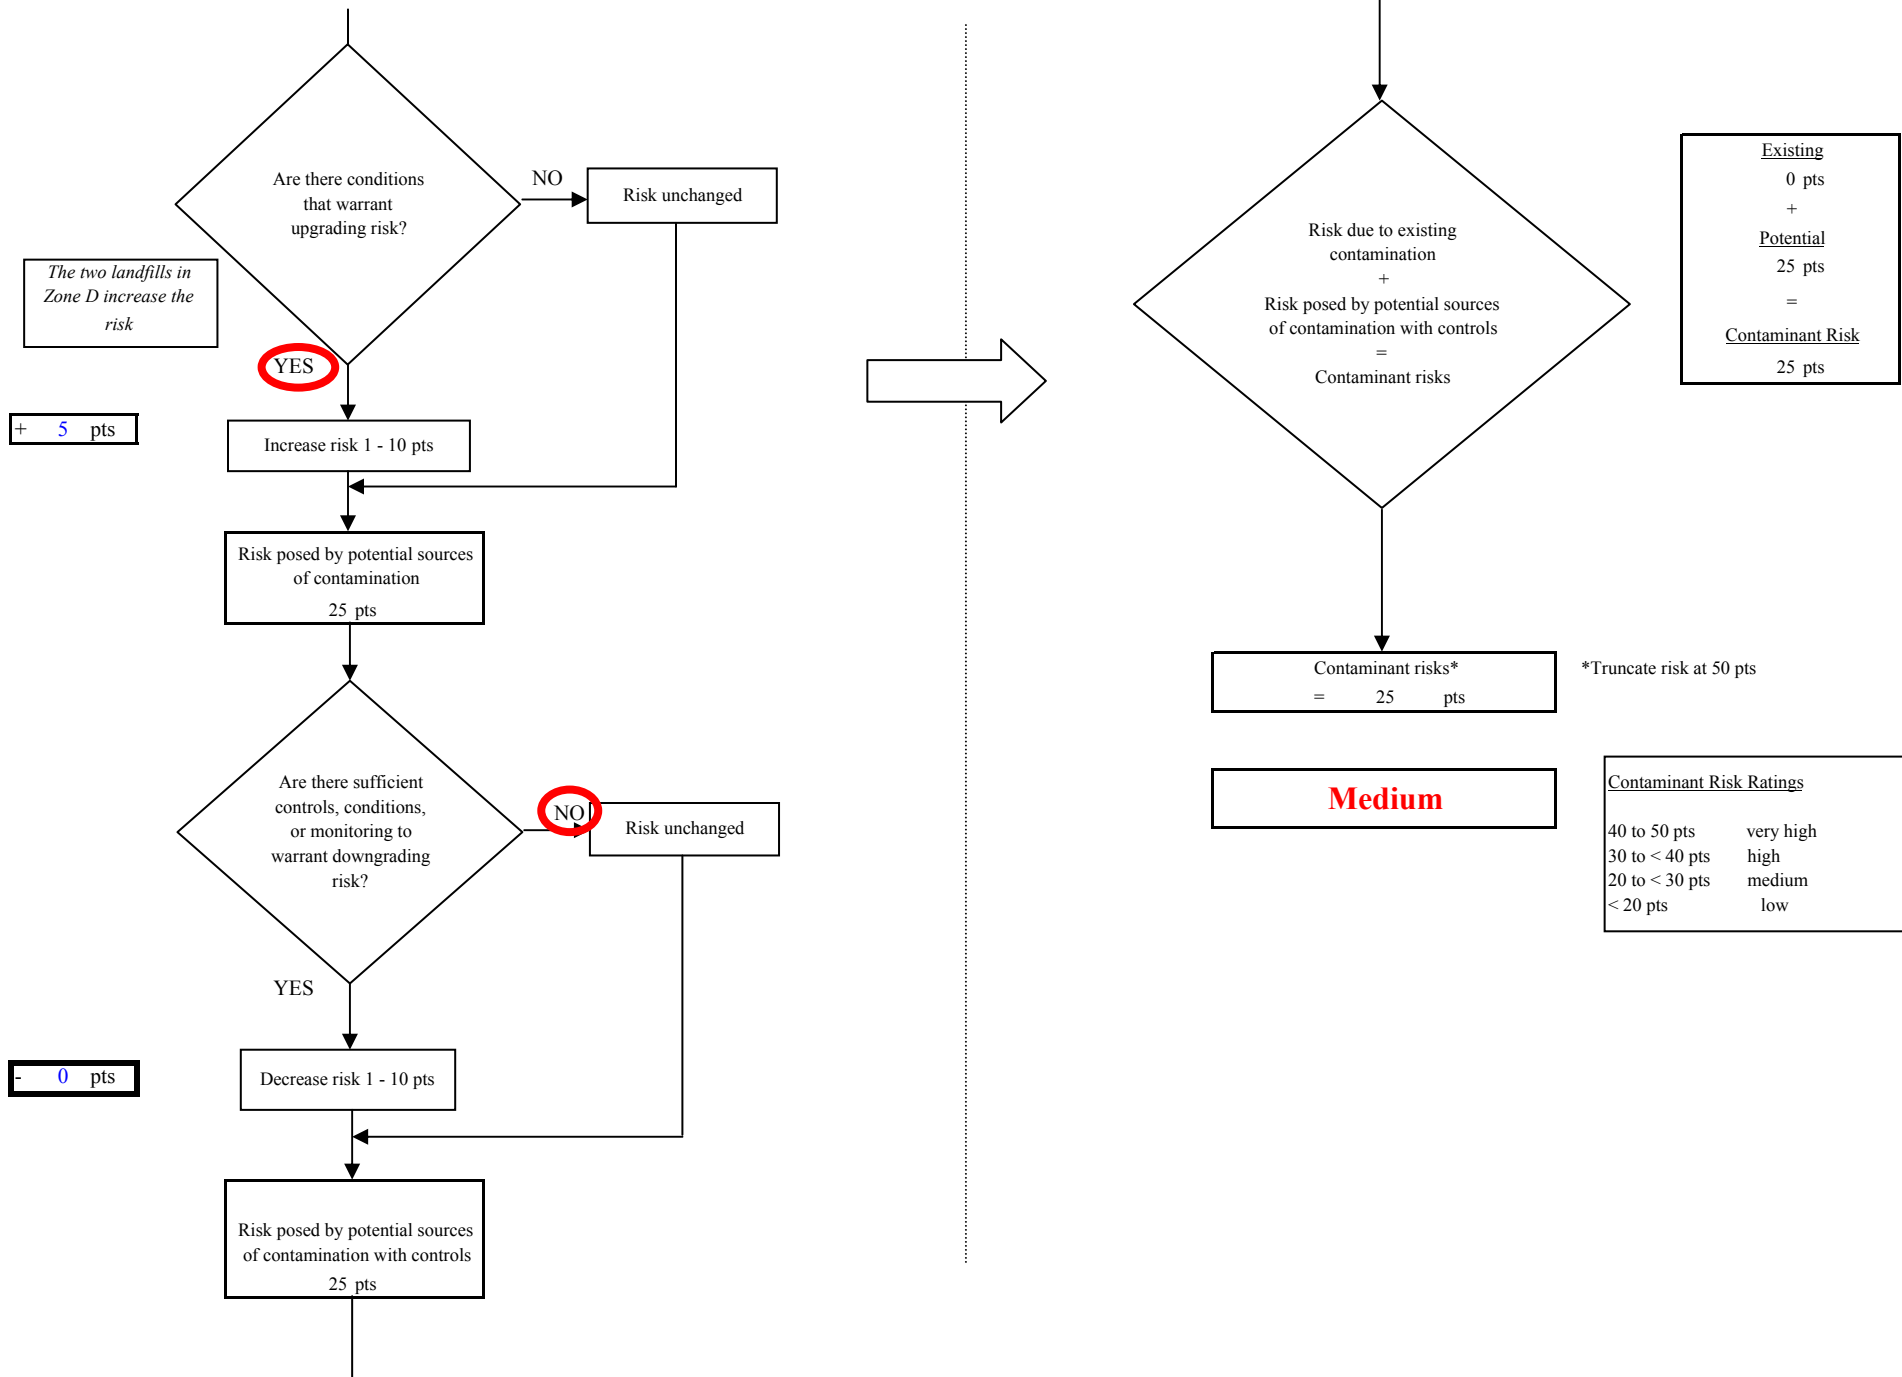 Are there conditions
that warrant
upgrading risk?
NO
Risk unchanged
The two landfills in
Zone D increase the
risk
YES
+ 5 pts
Increase risk 1 - 10 pts
Risk posed by potential sources
of contamination
25 pts
Are there sufficient
controls, conditions,
or monitoring to
warrant downgrading
risk?
NO
Risk unchanged
YES
- 0 pts
Decrease risk 1 - 10 pts
Risk posed by potential sources
of contamination with controls
25 pts
Risk due to existing
contamination
+
Risk posed by potential sources
of contamination with controls
=
Contaminant risks
Existing
0 pts
+
Potential
25 pts
=
Contaminant Risk
25 pts
Contaminant risks*
= 25 pts
*Truncate risk at 50 pts
Medium
Contaminant Risk Ratings
40 to 50 pts very high
30 to < 40 pts high
20 to < 30 pts medium
< 20 pts low